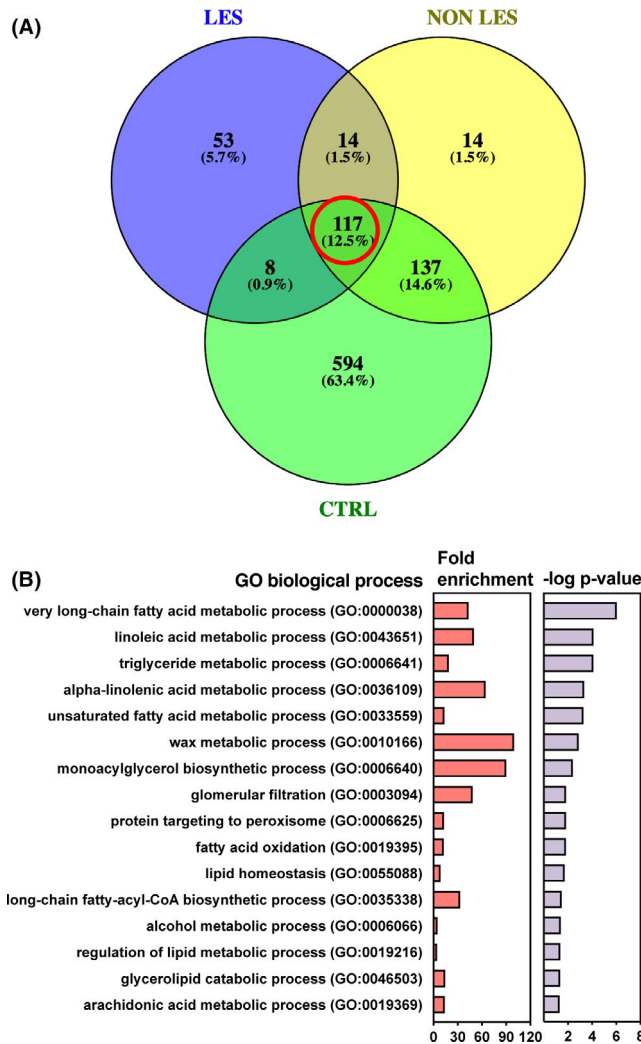 (A)
LES
NON LES
53
(5.7%)
14
(1.5%)
14
(1.5%)
117
(12.5%)
8
(0.9%)
137
(14.6%)
594
(63.4%)
CTRL
(B)
GO biological process
Fold
enrichment
-log p-value
very long-chain fatty acid metabolic process (GO:0000038)
linoleic acid metabolic process (GO:0043651)
triglyceride metabolic process (GO:0006641)
alpha-linolenic acid metabolic process (GO:0036109)
unsaturated fatty acid metabolic process (GO:0033559)
wax metabolic process (GO:0010166)
monoacylglycerol biosynthetic process (GO:0006640)
glomerular filtration (GO:0003094)
protein targeting to peroxisome (GO:0006625)
fatty acid oxidation (GO:0019395)
lipid homeostasis (GO:0055088)
long-chain fatty-acyl-CoA biosynthetic process (GO:0035338)
alcohol metabolic process (GO:0006066)
regulation of lipid metabolic process (GO:0019216)
glycerolipid catabolic process (GO:0046503)
arachidonic acid metabolic process (GO:0019369)
0 30 60 90 120
2 4 6 8